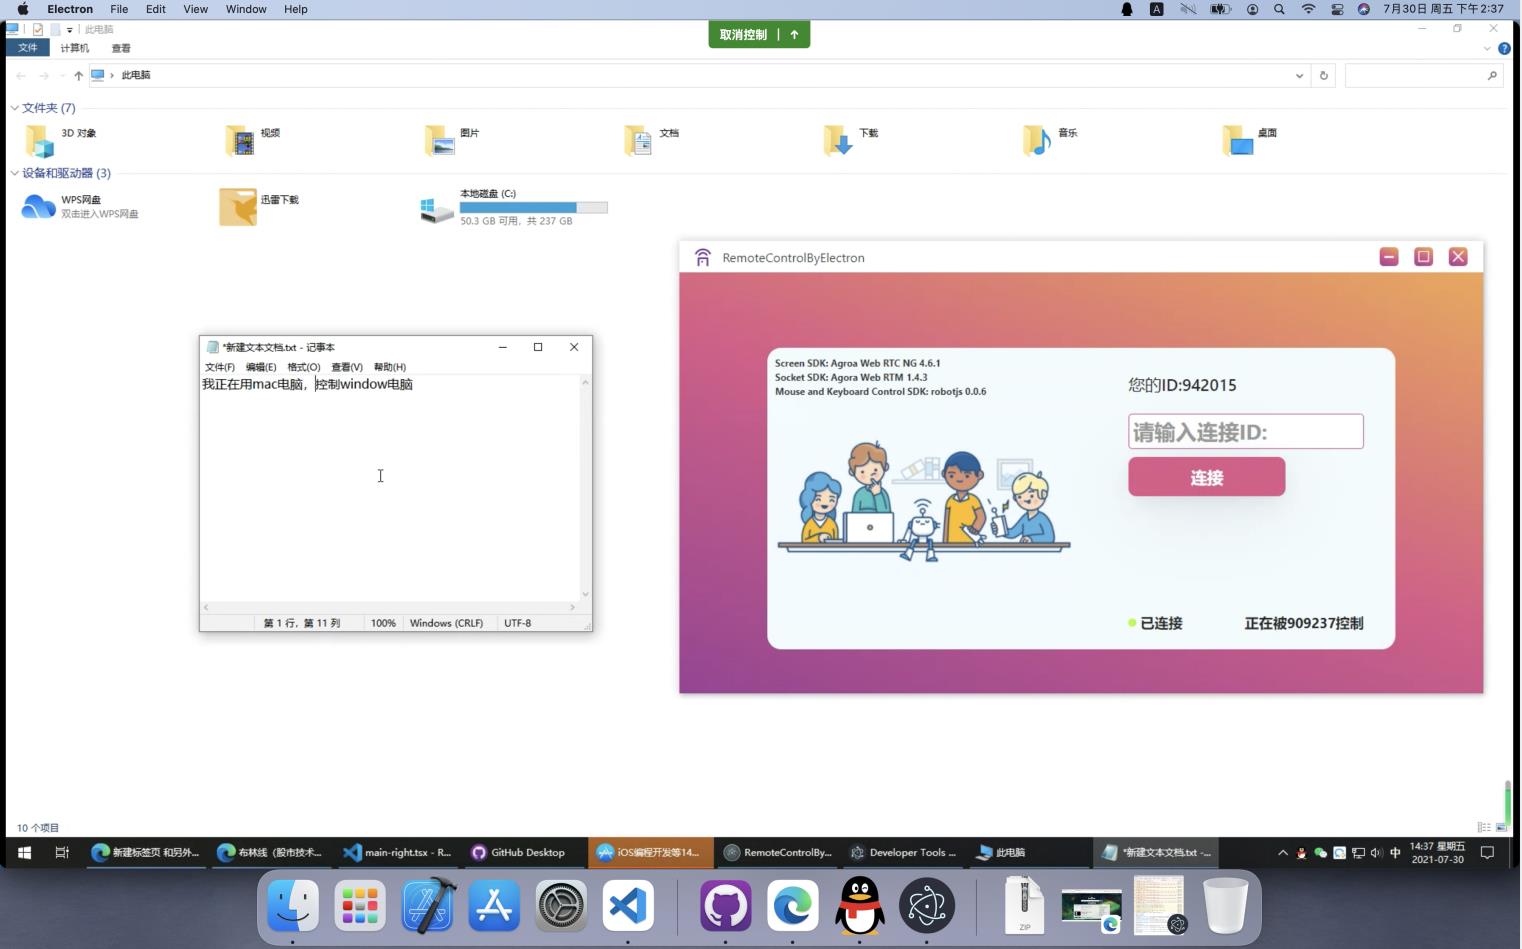 Electron File Edit View Window Help
A
7月30日 周五 下午2:37
此电脑
取消控制 | ↑
文件 计算机 查看
此电脑
文件夹 (7)
3D 对象 视频 图片 文档 下载 音乐 桌面
设备和驱动器 (3)
WPS网盘
双击进入WPS网盘
迅雷下载
本地磁盘 (C:)
50.3 GB 可用，共 237 GB
RemoteControlByElectron
Screen SDK: Agroa Web RTC NG 4.6.1
Socket SDK: Agora Web RTM 1.4.3
Mouse and Keyboard Control SDK: robotjs 0.0.6
您的ID:942015
请输入连接ID:
连接
已连接 正在被909237控制
*新建文本文档.txt - 记事本
文件(F) 编辑(E) 格式(O) 查看(V) 帮助(H)
我正在用mac电脑，控制window电脑
第 1 行，第 11 列 100% Windows (CRLF) UTF-8
10 个项目
新建标签页 和另外... 布林线（股市技术... main-right.tsx - R... GitHub Desktop iOS编程开发等14... RemoteControlBy... Developer Tools ... 此电脑 *新建文本文档.txt -...
中
14:37 星期五
2021-07-30
ZIP